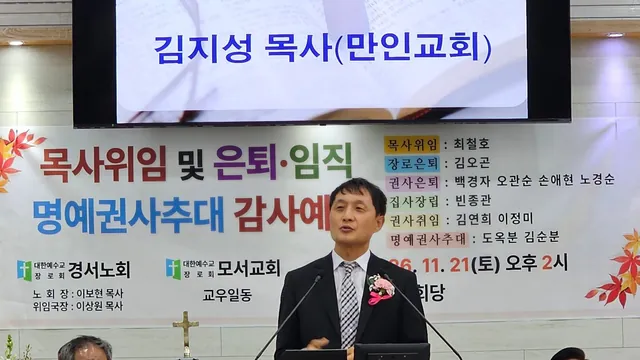 김지성 목사(만인교회)
목사위임 및 은퇴·임직
명예권사추대 감사예
목사위임 : 최철호
장로은퇴 : 김오곤
권사은퇴 : 백경자 오관순 손애현 노경순
집사장립 : 빈종관
권사취임 : 김연희 이정미
명예권사추대 : 도옥분 김순분
26. 11. 21(토) 오후 2시
회당
대한예수교
장로회 경서노회
노 회 장 : 이보현 목사
위임국장 : 이상원 목사
대한예수교
장로회 모서교회
교우일동